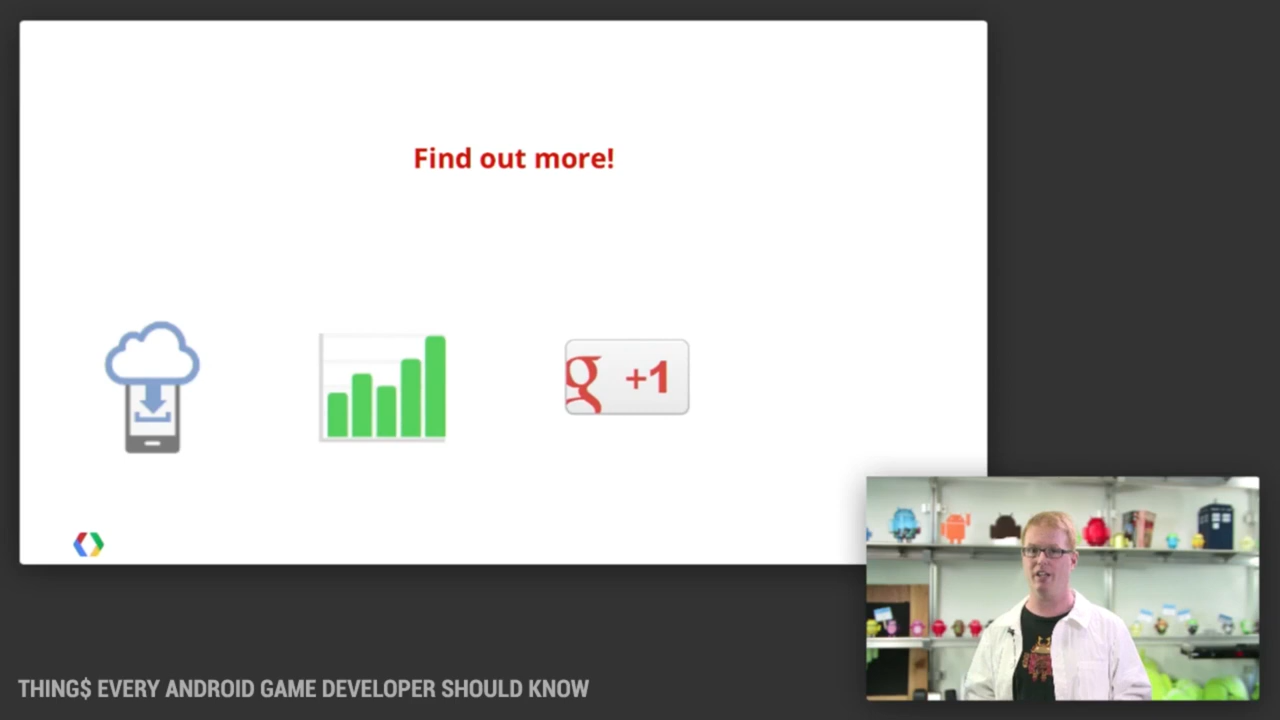 Find out more!
g +1
THING$ EVERY ANDROID GAME DEVELOPER SHOULD KNOW